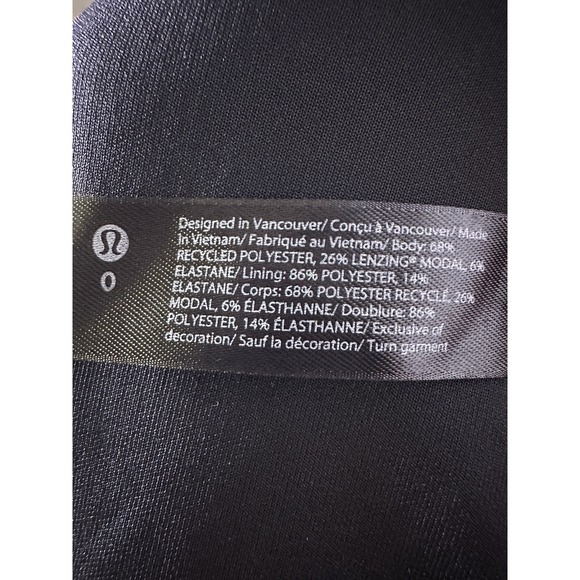 0
Designed in Vancouver/ Conçu à Vancouver/ Made
in Vietnam/ Fabriqué au Vietnam/ Body: 68%
RECYCLED POLYESTER, 26% LENZING® MODAL, 6%
ELASTANE/ Lining: 86% POLYESTER, 14%
ELASTANE/ Corps: 68% POLYESTER RECYCLÉ, 26%
MODAL, 6% ÉLASTHANNE/ Doublure: 86%
POLYESTER, 14% ÉLASTHANNE/ Exclusive of
decoration/ Sauf la décoration/ Turn garment